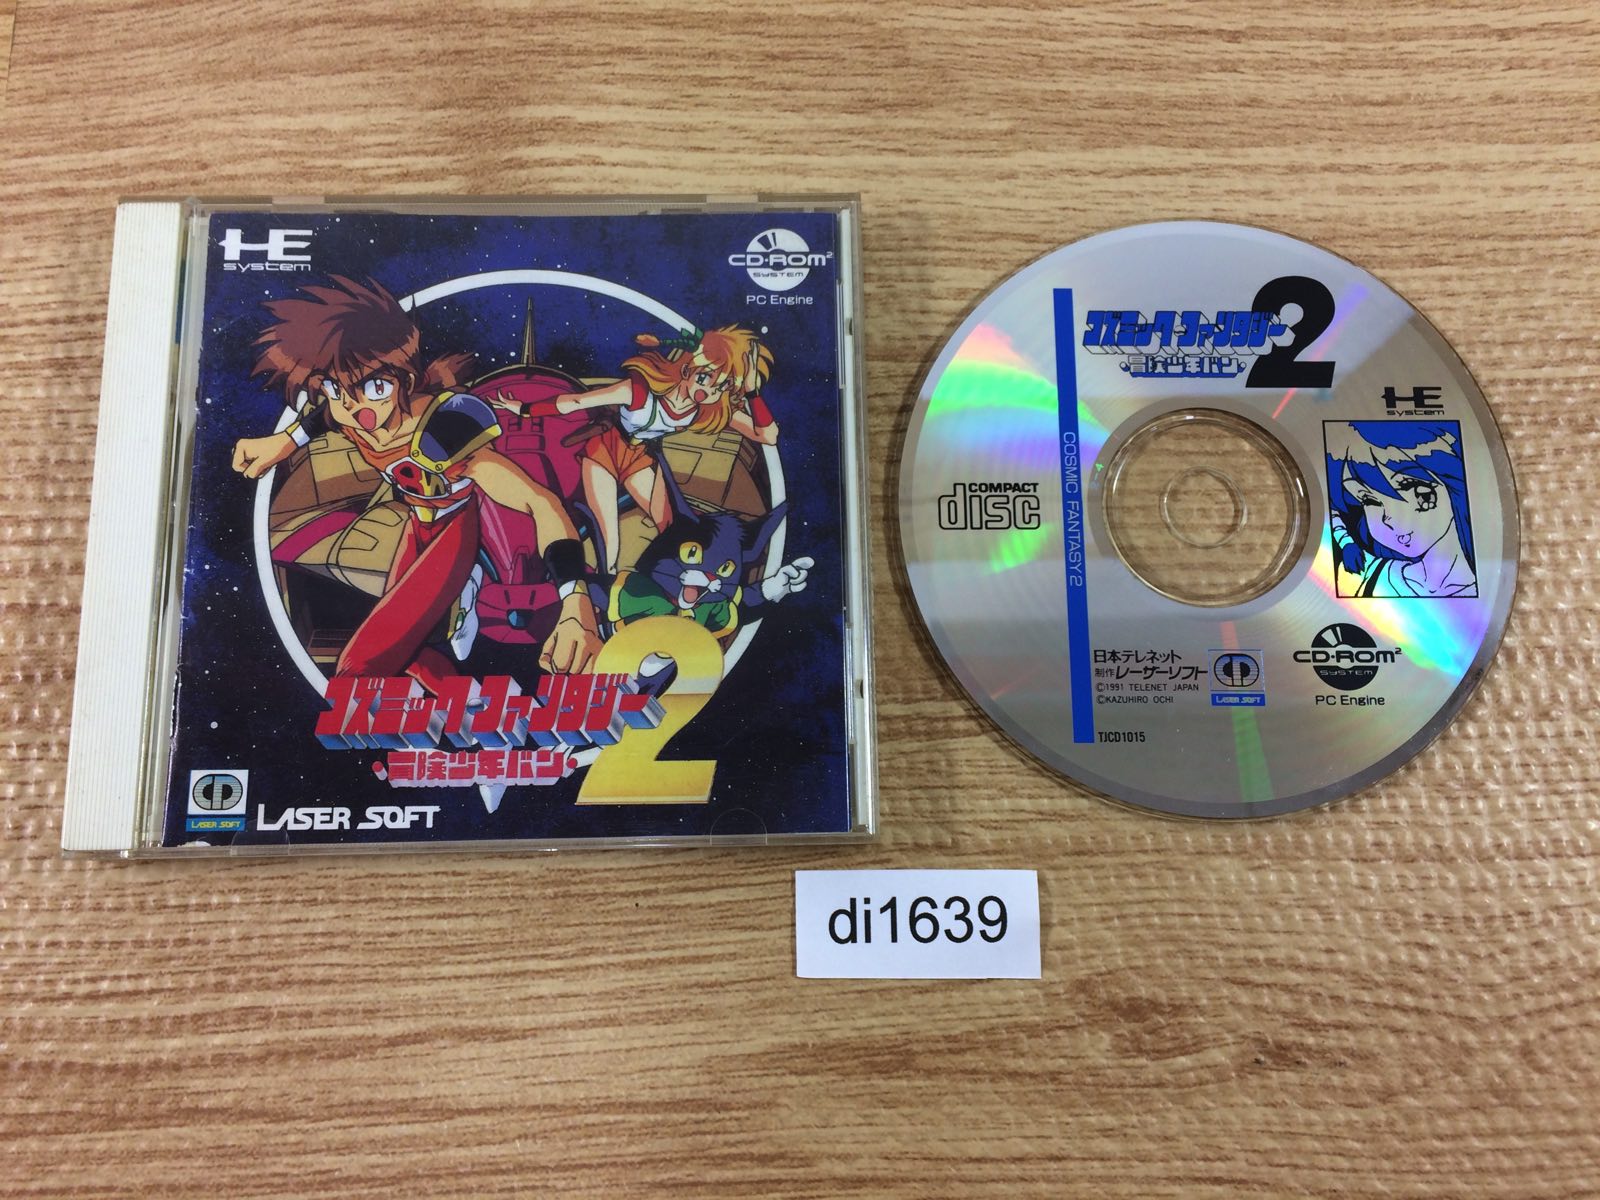 HE
system
CD-ROM2
SYSTEM
PC Engine
コズミック・ファンタジー2
・冒険少年バン・
CD
LASER SOFT
LASER SOFT
コズミック・ファンタジー2
・冒険少年バン・
HE
system
COMPACT
disc
COSMIC FANTASY2
日本テレネット
制作 レーザーソフト
©1991 TELENET JAPAN
©KAZUHIRO OCHI
CD
LASER SOFT
CD-ROM2
SYSTEM
PC Engine
TJCD1015
di1639